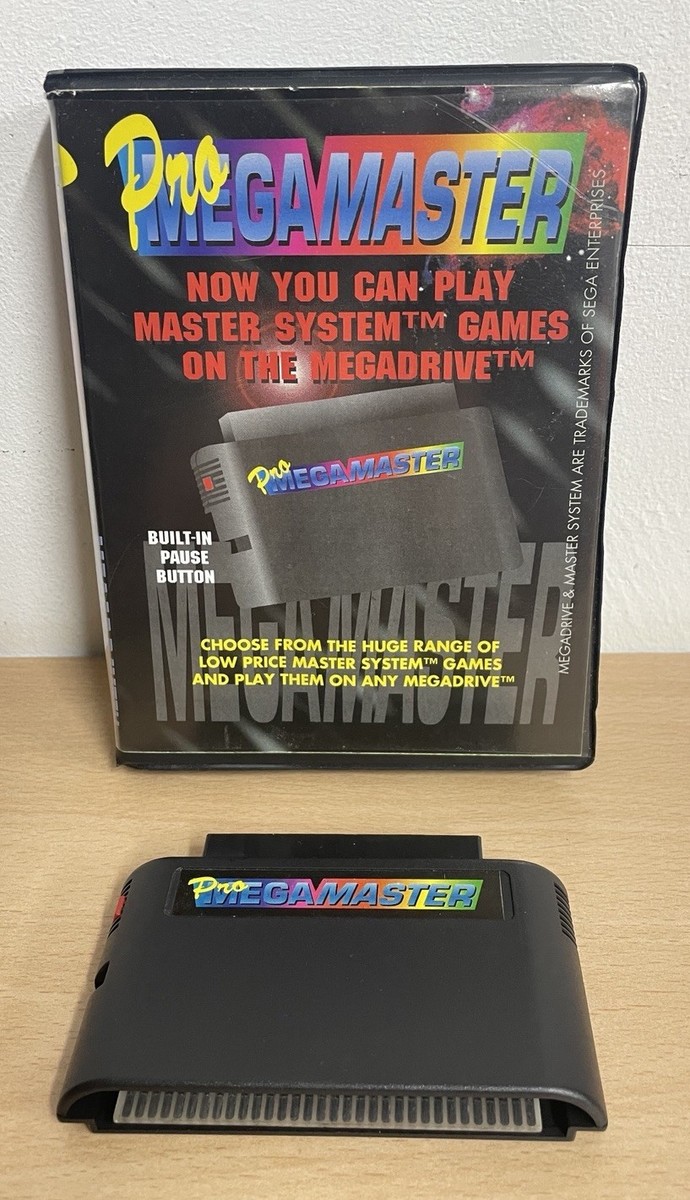 Pro
MEGAMASTER
NOW YOU CAN PLAY
MASTER SYSTEM™ GAMES
ON THE MEGADRIVE™
MEGADRIVE & MASTER SYSTEM ARE TRADEMARKS OF SEGA ENTERPRISES.
Pro
MEGAMASTER
BUILT-IN
PAUSE
BUTTON
MEGAMASTER
CHOOSE FROM THE HUGE RANGE OF
LOW PRICE MASTER SYSTEM™ GAMES
AND PLAY THEM ON ANY MEGADRIVE™
Pro
MEGAMASTER